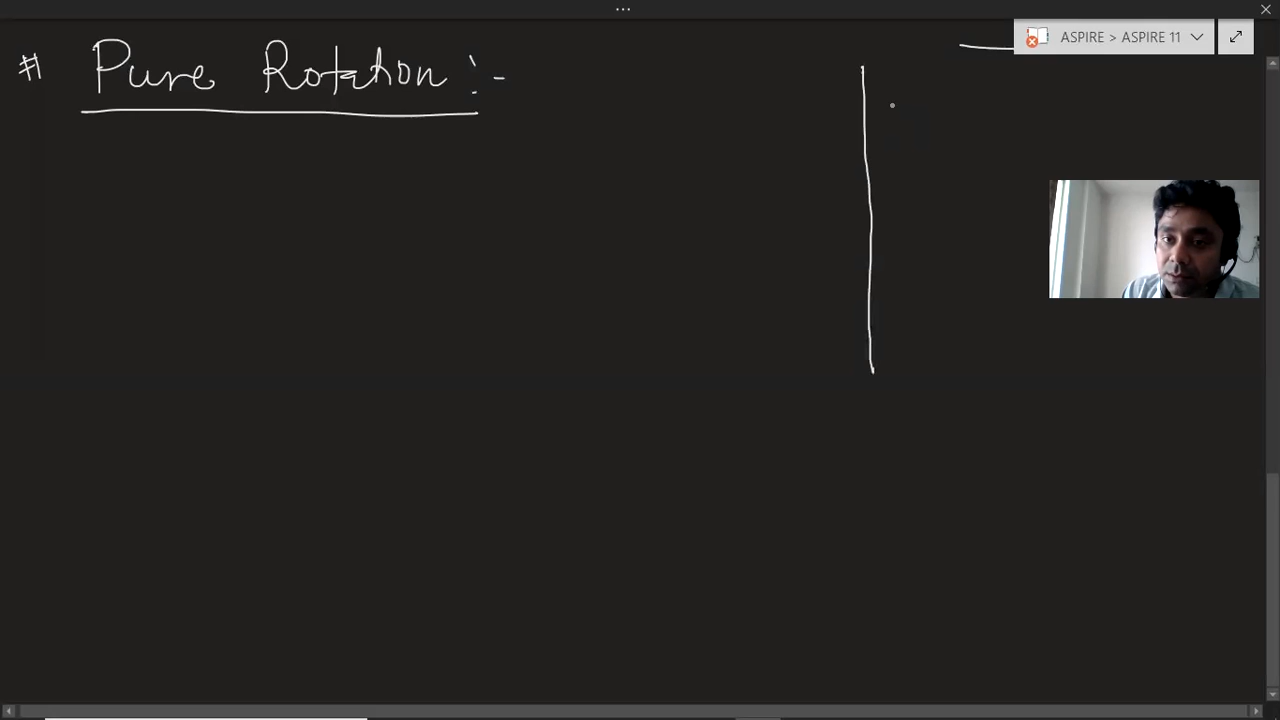 # Pure Rotation :-
...
ASPIRE > ASPIRE 11